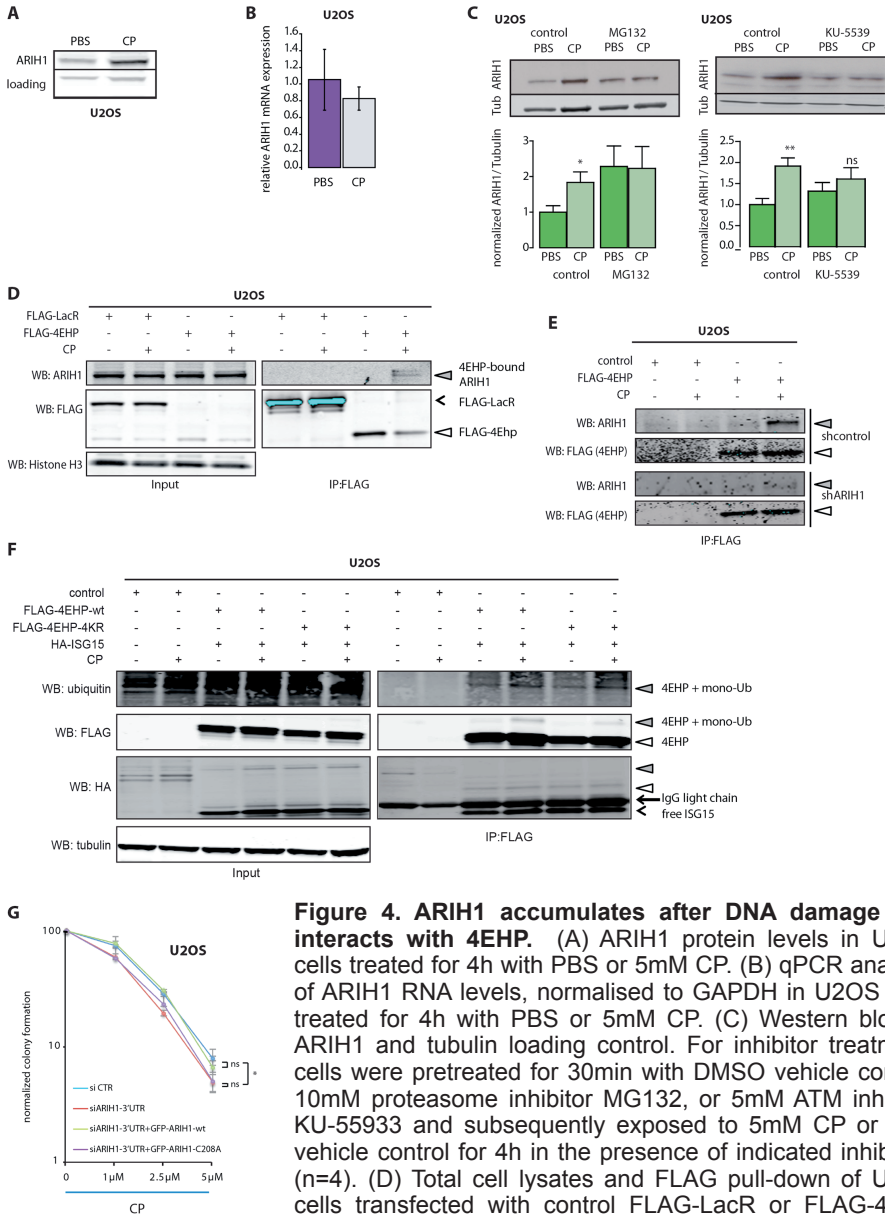 A
PBS CP
ARIH1
loading
U2OS
B
U2OS
relative ARIH1 mRNA expression
1.6
1.4
1.2
1.0
0.8
0.6
0.4
0.2
0.0
PBS CP
C
U2OS
control MG132
PBS CP PBS CP
ARIH1
Tub
normalized ARIH1/ Tubulin
3
2
1
0
*
PBS CP PBS CP
control MG132
U2OS
control KU-5539
PBS CP PBS CP
ARIH1
Tub
normalized ARIH1/ Tubulin
2.5
2.0
1.5
1.0
0.5
0.0
** ns
PBS CP PBS CP
control KU-5539
D
U2OS
FLAG-LacR + + - - + + - -
FLAG-4EHP - - + + - - + +
CP - + - + - + - +
WB: ARIH1
4EHP-bound
ARIH1
WB: FLAG
FLAG-LacR
FLAG-4Ehp
WB: Histone H3
Input
IP:FLAG
E
U2OS
control + + - -
FLAG-4EHP - - + +
CP - + - +
WB: ARIH1
WB: FLAG (4EHP)
shcontrol
WB: ARIH1
WB: FLAG (4EHP)
shARIH1
IP:FLAG
F
U2OS
control + + - - - - + + - - - -
FLAG-4EHP-wt - - + + - - - - + + - -
FLAG-4EHP-4KR - - - - + + - - - - + +
HA-ISG15 - - + + + + - - + + + +
CP - + - + - + - + - + - +
WB: ubiquitin
4EHP + mono-Ub
WB: FLAG
4EHP + mono-Ub
4EHP
WB: HA
IgG light chain
free ISG15
WB: tubulin
Input
IP:FLAG
G
U2OS
normalized colony formation
100
10
1
ns
ns
*
si CTR
siARIH1-3'UTR
siARIH1-3'UTR+GFP-ARIH1-wt
siARIH1-3'UTR+GFP-ARIH1-C208A
0 1 µM 2.5 µM 5 µM
CP
Figure 4. ARIH1 accumulates after DNA damage
interacts with 4EHP. (A) ARIH1 protein levels in U
cells treated for 4h with PBS or 5mM CP. (B) qPCR ana
of ARIH1 RNA levels, normalised to GAPDH in U2OS
treated for 4h with PBS or 5mM CP. (C) Western blo
ARIH1 and tubulin loading control. For inhibitor treatr
cells were pretreated for 30min with DMSO vehicle con
10mM proteasome inhibitor MG132, or 5mM ATM inh
KU-55933 and subsequently exposed to 5mM CP or
vehicle control for 4h in the presence of indicated inhib
(n=4). (D) Total cell lysates and FLAG pull-down of U
cells transfected with control FLAG-LacR or FLAG-4